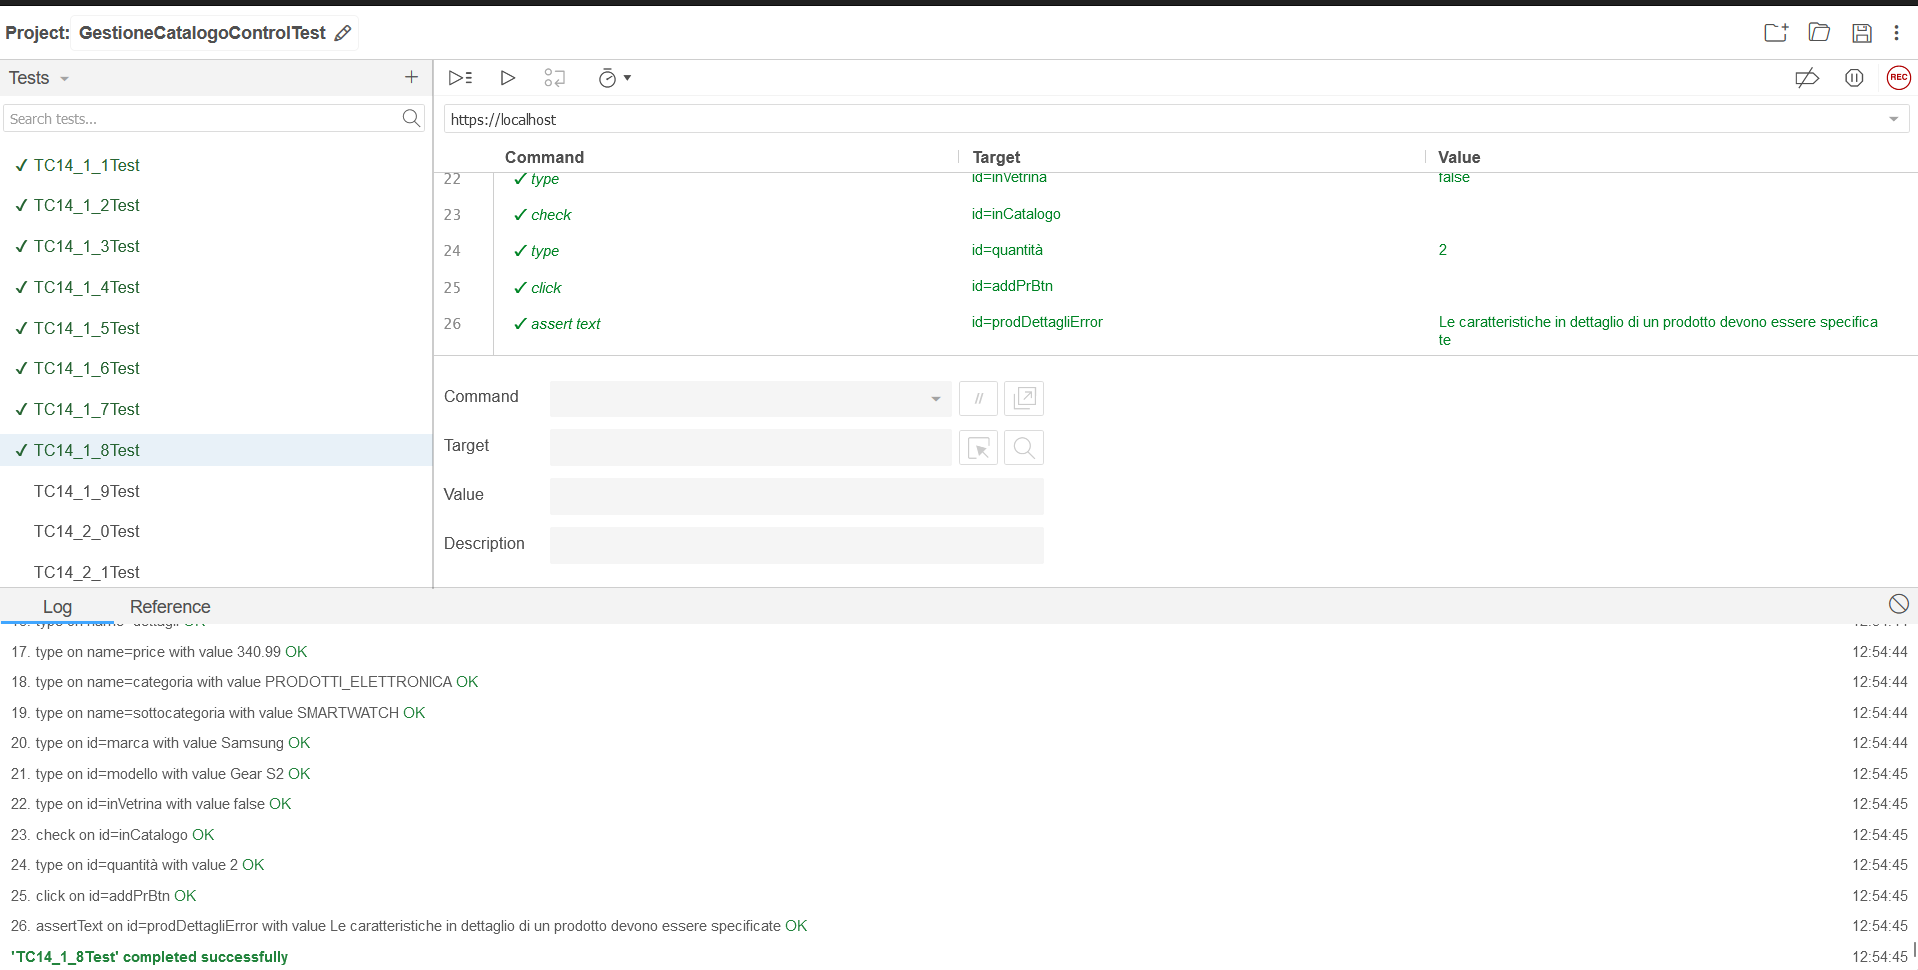 Project: GestioneCatalogoControlTest
Tests
Search tests...
✓ TC14_1_1Test
✓ TC14_1_2Test
✓ TC14_1_3Test
✓ TC14_1_4Test
✓ TC14_1_5Test
✓ TC14_1_6Test
✓ TC14_1_7Test
✓ TC14_1_8Test
TC14_1_9Test
TC14_2_0Test
TC14_2_1Test
REC
https://localhost
Command Target Value
22 ✓ type id=inVetrina false
23 ✓ check id=inCatalogo
24 ✓ type id=quantità 2
25 ✓ click id=addPrBtn
26 ✓ assert text id=prodDettagliError Le caratteristiche in dettaglio di un prodotto devono essere specifica
te
Command //
Target
Value
Description
Log Reference
17. type on name=price with value 340.99 OK 12:54:44
18. type on name=categoria with value PRODOTTI_ELETTRONICA OK 12:54:44
19. type on name=sottocategoria with value SMARTWATCH OK 12:54:44
20. type on id=marca with value Samsung OK 12:54:44
21. type on id=modello with value Gear S2 OK 12:54:45
22. type on id=inVetrina with value false OK 12:54:45
23. check on id=inCatalogo OK 12:54:45
24. type on id=quantità with value 2 OK 12:54:45
25. click on id=addPrBtn OK 12:54:45
26. assertText on id=prodDettagliError with value Le caratteristiche in dettaglio di un prodotto devono essere specificate OK 12:54:45
'TC14_1_8Test' completed successfully 12:54:45